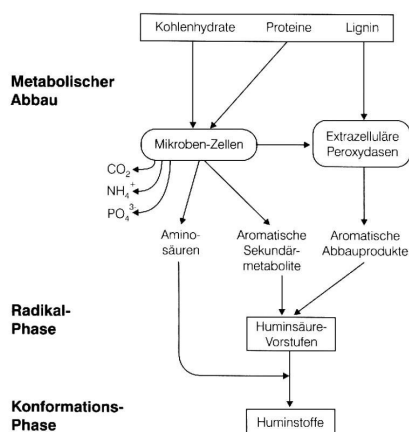 Kohlenhydrate Proteine Lignin
Metabolischer
Abbau
Mikroben-Zellen
Extrazelluläre
Peroxydasen
CO₂
NH₄⁺
PO₄³⁻
Amino-
säuren
Aromatische
Sekundär-
metabolite
Aromatische
Abbauprodukte
Radikal-
Phase
Huminsäure-
Vorstufen
Konformations-
Phase
Huminstoffe